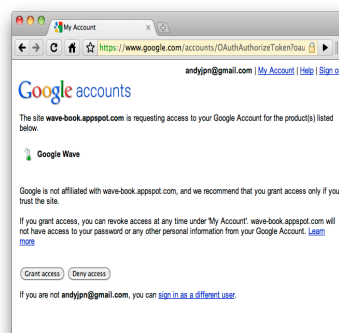 My Account
https://www.google.com/accounts/OAuthAuthorizeToken?oau
andyjpn@gmail.com | My Account | Help | Sign o
Google accounts
The site wave-book.appspot.com is requesting access to your Google Account for the product(s) listed
below.
Google Wave
Google is not affiliated with wave-book.appspot.com, and we recommend that you grant access only if you
trust the site.
If you grant access, you can revoke access at any time under 'My Account'. wave-book.appspot.com will
not have access to your password or any other personal information from your Google Account. Learn
more
Grant access Deny access
If you are not andyjpn@gmail.com, you can sign in as a different user.